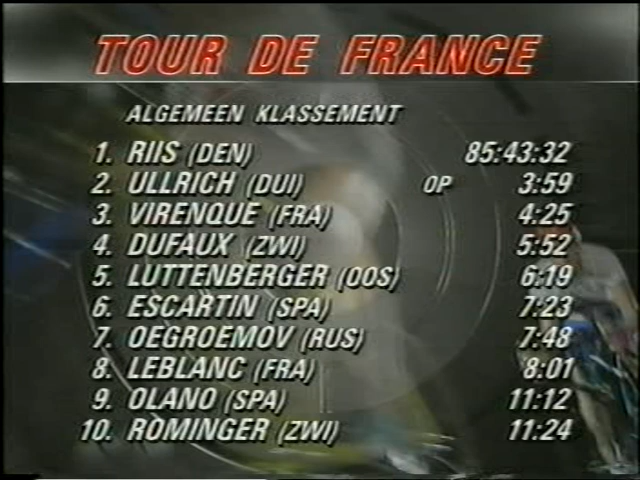 TOUR DE FRANCE
ALGEMEEN KLASSEMENT
1. RIIS (DEN) 85:43:32
2. ULLRICH (DUI) OP 3:59
3. VIRENQUE (FRA) 4:25
4. DUFAUX (ZWI) 5:52
5. LUTTENBERGER (OOS) 6:19
6. ESCARTIN (SPA) 7:23
7. OEGROEMOV (RUS) 7:48
8. LEBLANC (FRA) 8:01
9. OLANO (SPA) 11:12
10. ROMINGER (ZWI) 11:24